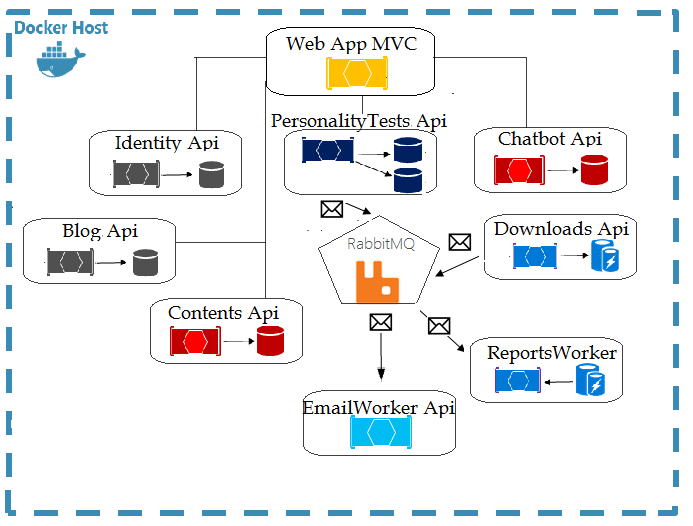 Docker Host
Web App MVC
PersonalityTests Api
Identity Api
Chatbot Api
Blog Api
Downloads Api
RabbitMQ
Contents Api
ReportsWorker
EmailWorker Api